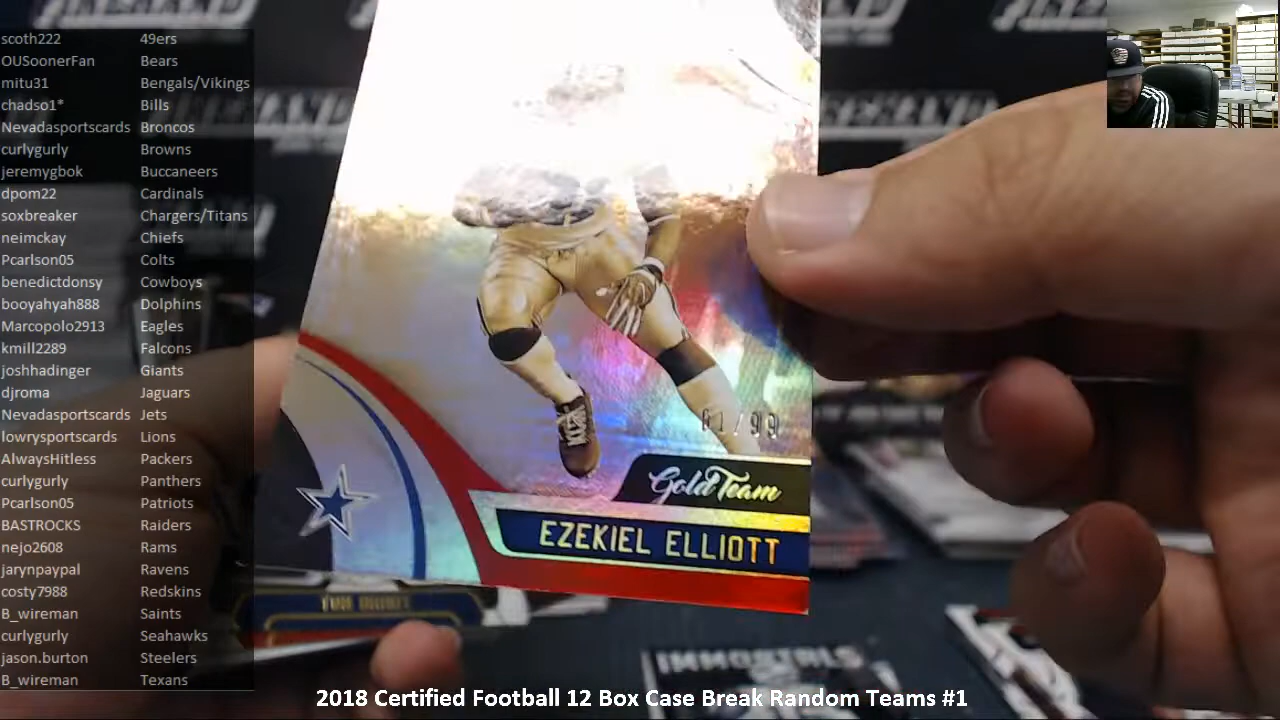 scoth222 49ers
OUSoonerFan Bears
mitu31 Bengals/Vikings
chadso1* Bills
Nevadasportscards Broncos
curlygurly Browns
jeremygbok Buccaneers
dpom22 Cardinals
soxbreaker Chargers/Titans
neimckay Chiefs
Pcarlson05 Colts
benedictdonsy Cowboys
booyahyah888 Dolphins
Marcopolo2913 Eagles
kmill2289 Falcons
joshhadinger Giants
djroma Jaguars
Nevadasportscards Jets
lowrysportscards Lions
AlwaysHitless Packers
curlygurly Panthers
Pcarlson05 Patriots
BASTROCKS Raiders
nejo2608 Rams
jarynpaypal Ravens
costy7988 Redskins
B_wireman Saints
curlygurly Seahawks
jason.burton Steelers
B_wireman Texans
61/99
Gold Team
EZEKIEL ELLIOTT
IMMORTALS
2018 Certified Football 12 Box Case Break Random Teams #1